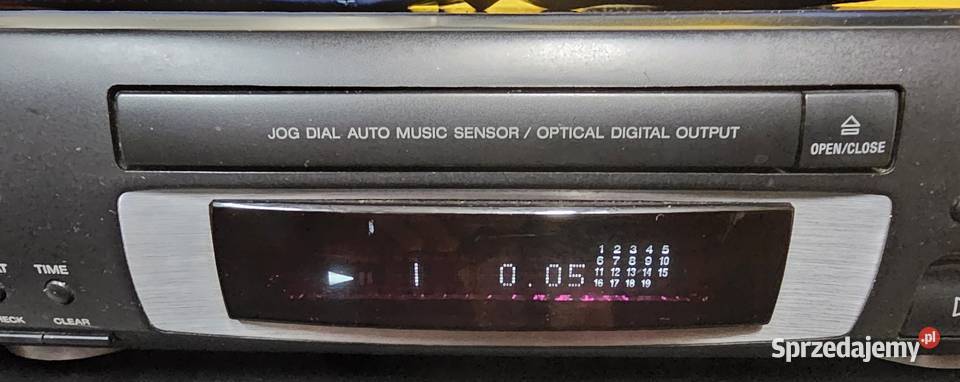 JOG DIAL AUTO MUSIC SENSOR / OPTICAL DIGITAL OUTPUT
OPEN/CLOSE
1 2 3 4 5
6 7 8 9 10
1 0.05
11 12 13 14 15
16 17 18 19
TIME
CLEAR
Sprzedajemy.pl